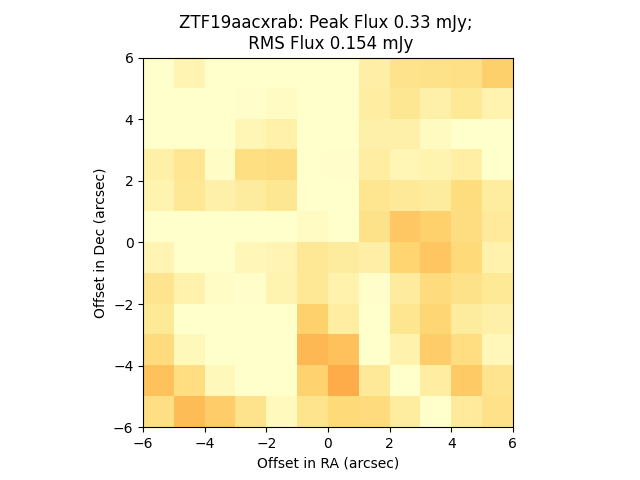 ZTF19aacxrab: Peak Flux 0.33 mJy;
RMS Flux 0.154 mJy
6
4
2
0
−2
−4
−6
Offset in Dec (arcsec)
−6 −4 −2 0 2 4 6
Offset in RA (arcsec)